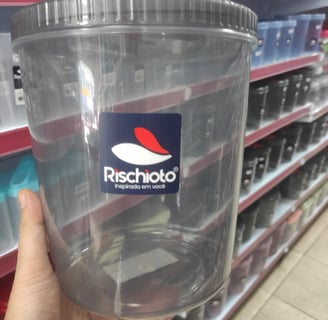 Rischioto®
inspirada em você